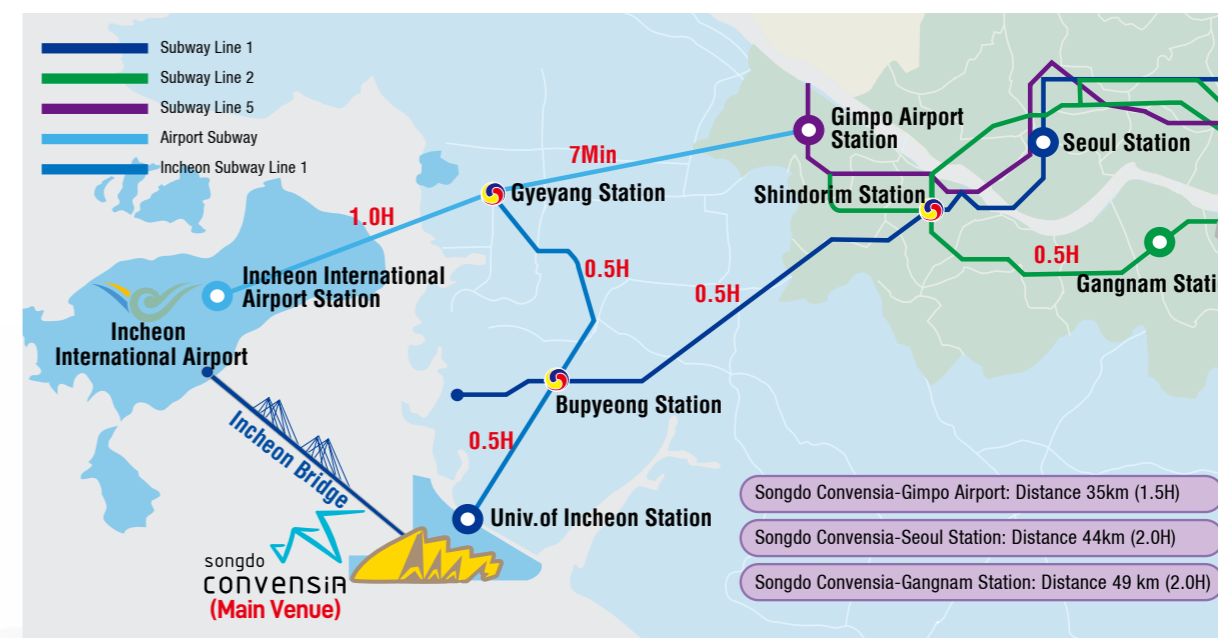 Subway Line 1
Subway Line 2
Subway Line 5
Airport Subway
Incheon Subway Line 1
Gimpo Airport
Station
Seoul Station
7Min
Gyeyang Station
Shindorim Station
1.0H
0.5H
0.5H
0.5H
Incheon International
Airport Station
Gangnam Stati
Incheon
International Airport
Bupyeong Station
Incheon Bridge
0.5H
Univ.of Incheon Station
songdo
convensia
(Main Venue)
Songdo Convensia-Gimpo Airport: Distance 35km (1.5H)
Songdo Convensia-Seoul Station: Distance 44km (2.0H)
Songdo Convensia-Gangnam Station: Distance 49 km (2.0H)